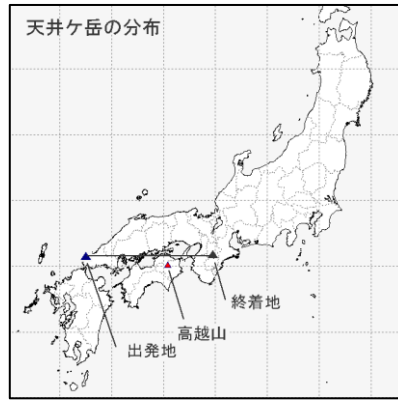 天井ケ岳の分布
終着地
高越山
出発地